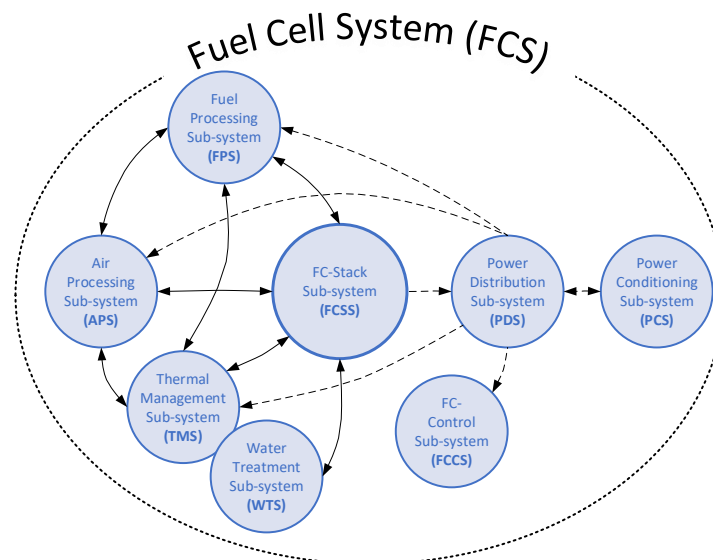 Fuel Cell System (FCS)
Fuel
Processing
Sub-system
(FPS)
Air
Processing
Sub-system
(APS)
FC-Stack
Sub-system
(FCSS)
Power
Distribution
Sub-system
(PDS)
Power
Conditioning
Sub-system
(PCS)
Thermal
Management
Sub-system
(TMS)
FC-
Control
Sub-system
(FCCS)
Water
Treatment
Sub-system
(WTS)